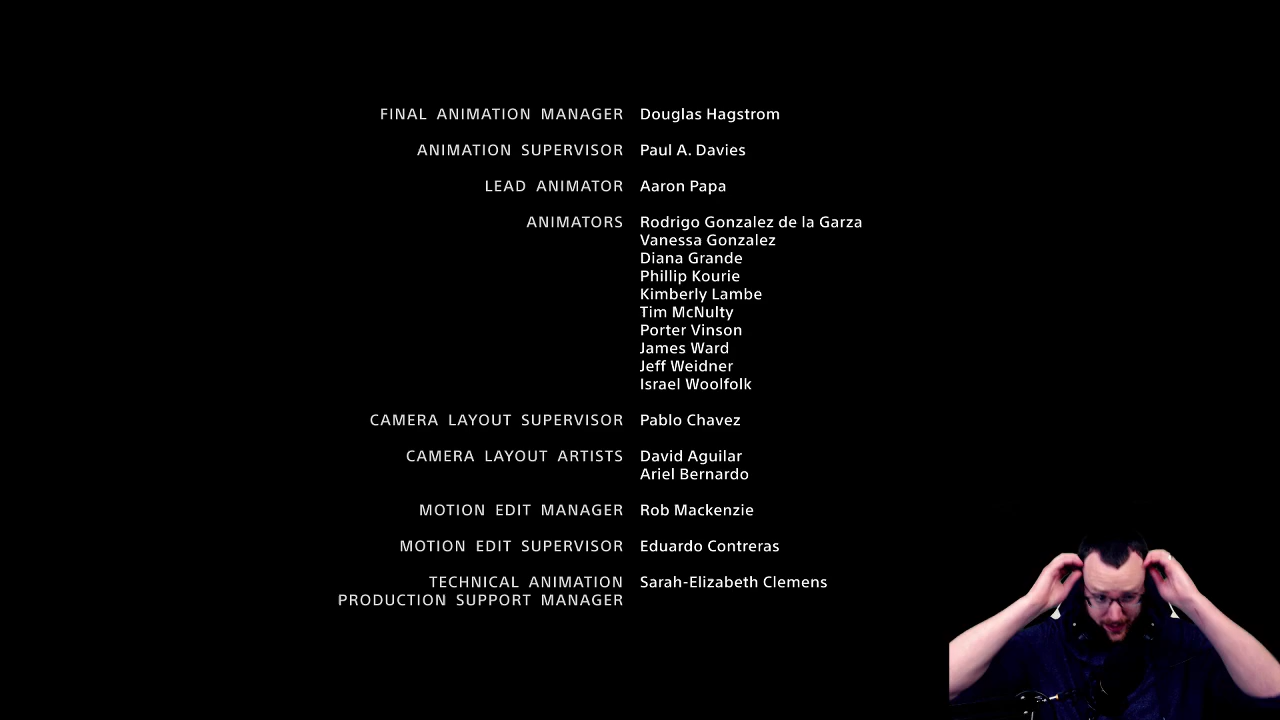 FINAL ANIMATION MANAGER Douglas Hagstrom
ANIMATION SUPERVISOR Paul A. Davies
LEAD ANIMATOR Aaron Papa
ANIMATORS Rodrigo Gonzalez de la Garza
Vanessa Gonzalez
Diana Grande
Phillip Kourie
Kimberly Lambe
Tim McNulty
Porter Vinson
James Ward
Jeff Weidner
Israel Woolfolk
CAMERA LAYOUT SUPERVISOR Pablo Chavez
CAMERA LAYOUT ARTISTS David Aguilar
Ariel Bernardo
MOTION EDIT MANAGER Rob Mackenzie
MOTION EDIT SUPERVISOR Eduardo Contreras
TECHNICAL ANIMATION Sarah-Elizabeth Clemens
PRODUCTION SUPPORT MANAGER